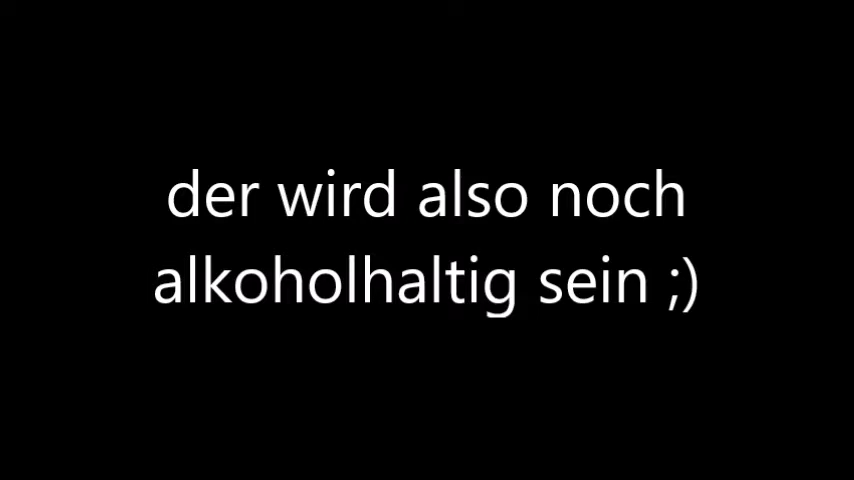 der wird also noch
alkoholhaltig sein ;)